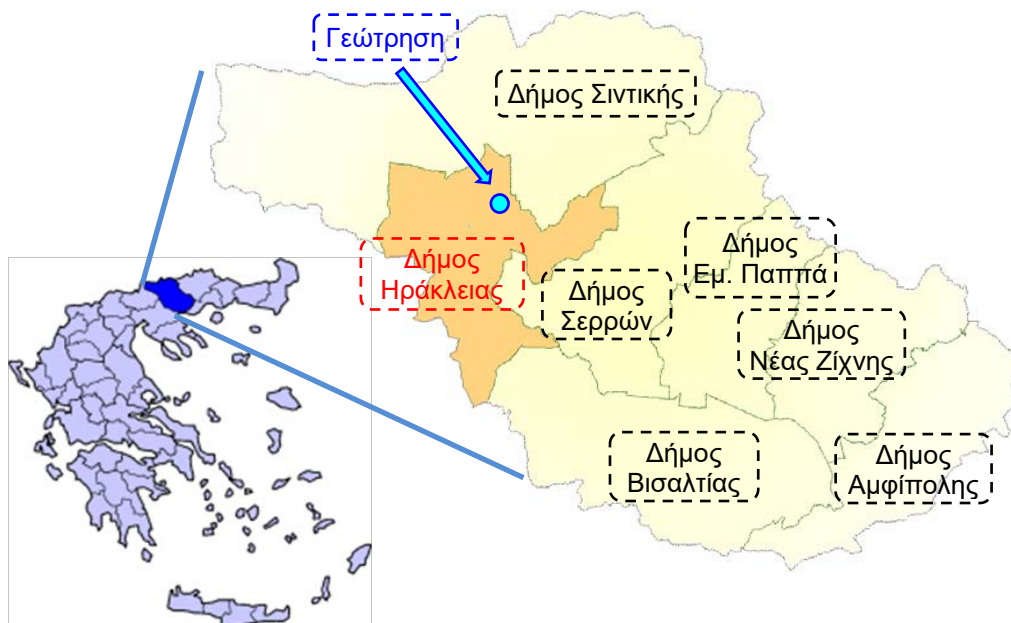 Γεώτρηση
Δήμος Σιντικής
Δήμος
Ηράκλειας
Δήμος
Σερρών
Δήμος
Εμ. Παππά
Δήμος
Νέας Ζίχνης
Δήμος
Βισαλτίας
Δήμος
Αμφίπολης